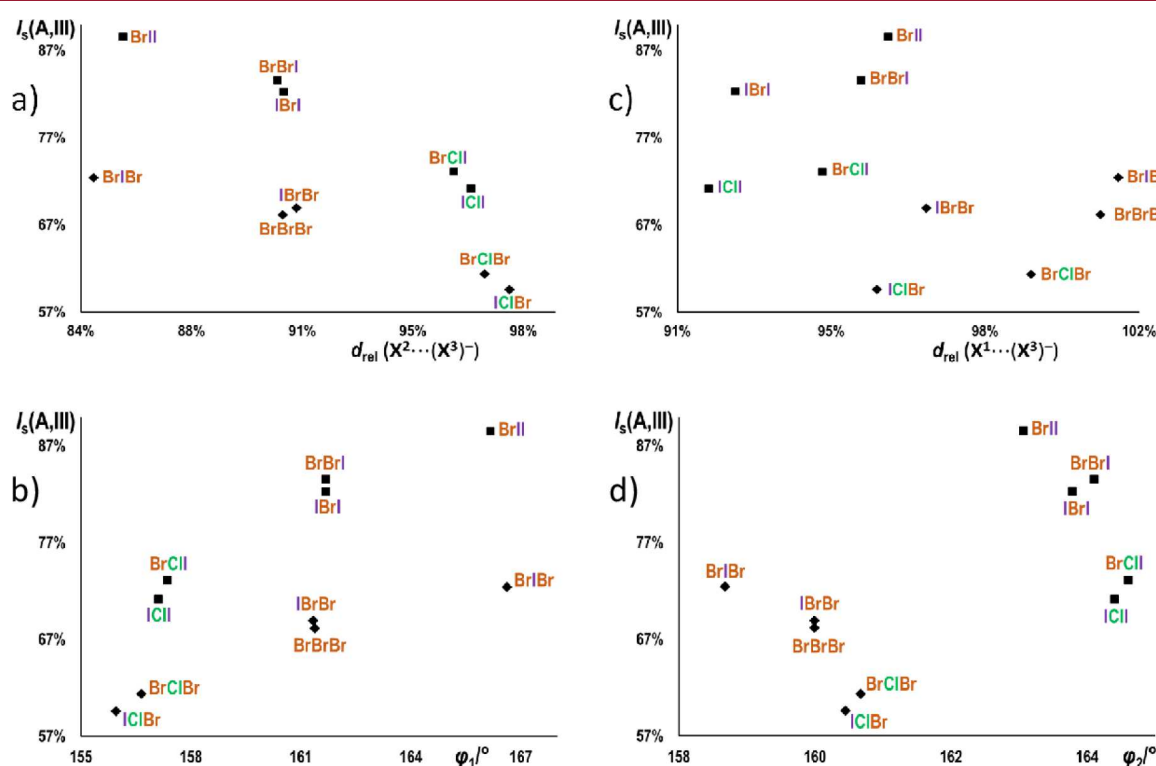 a)
Is(A,III)
87%
77%
67%
57%
BrII
BrBrI
IBrI
BrClI
IClI
BrIBr
IBrBr
BrBrBr
BrClBr
IClBr
84% 88% 91% 95% 98%
drel (X2···(X3)−)
c)
Is(A,III)
87%
77%
67%
57%
BrII
BrBrI
IBrI
BrClI
IClI
BrIB
IBrBr
BrBrB
BrClBr
IClBr
91% 95% 98% 102%
drel (X1···(X3)−)
b)
Is(A,III)
87%
77%
67%
57%
BrII
BrBrI
IBrI
BrClI
IClI
BrIBr
IBrBr
BrBrBr
BrClBr
IClBr
155 158 161 164 φ1/° 167
d)
Is(A,III)
87%
77%
67%
57%
BrII
BrBrI
IBrI
BrIBr
BrClI
IBrBr
IClI
BrBrBr
BrClBr
IClBr
158 160 162 164 φ2/°